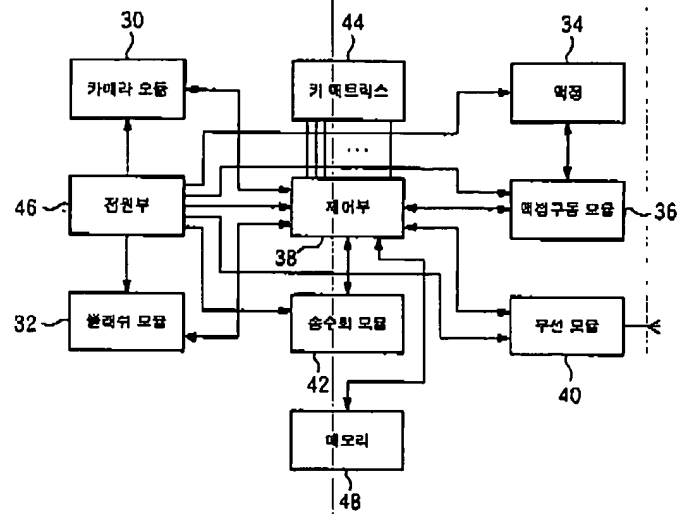 30
44
34
카메라 모듈
키 매트릭스
액정
...
46
전원부
제어부
38
액정구동 모듈
36
32
플래쉬 모듈
송수화 모듈
42
무선 모듈
40
메모리
48